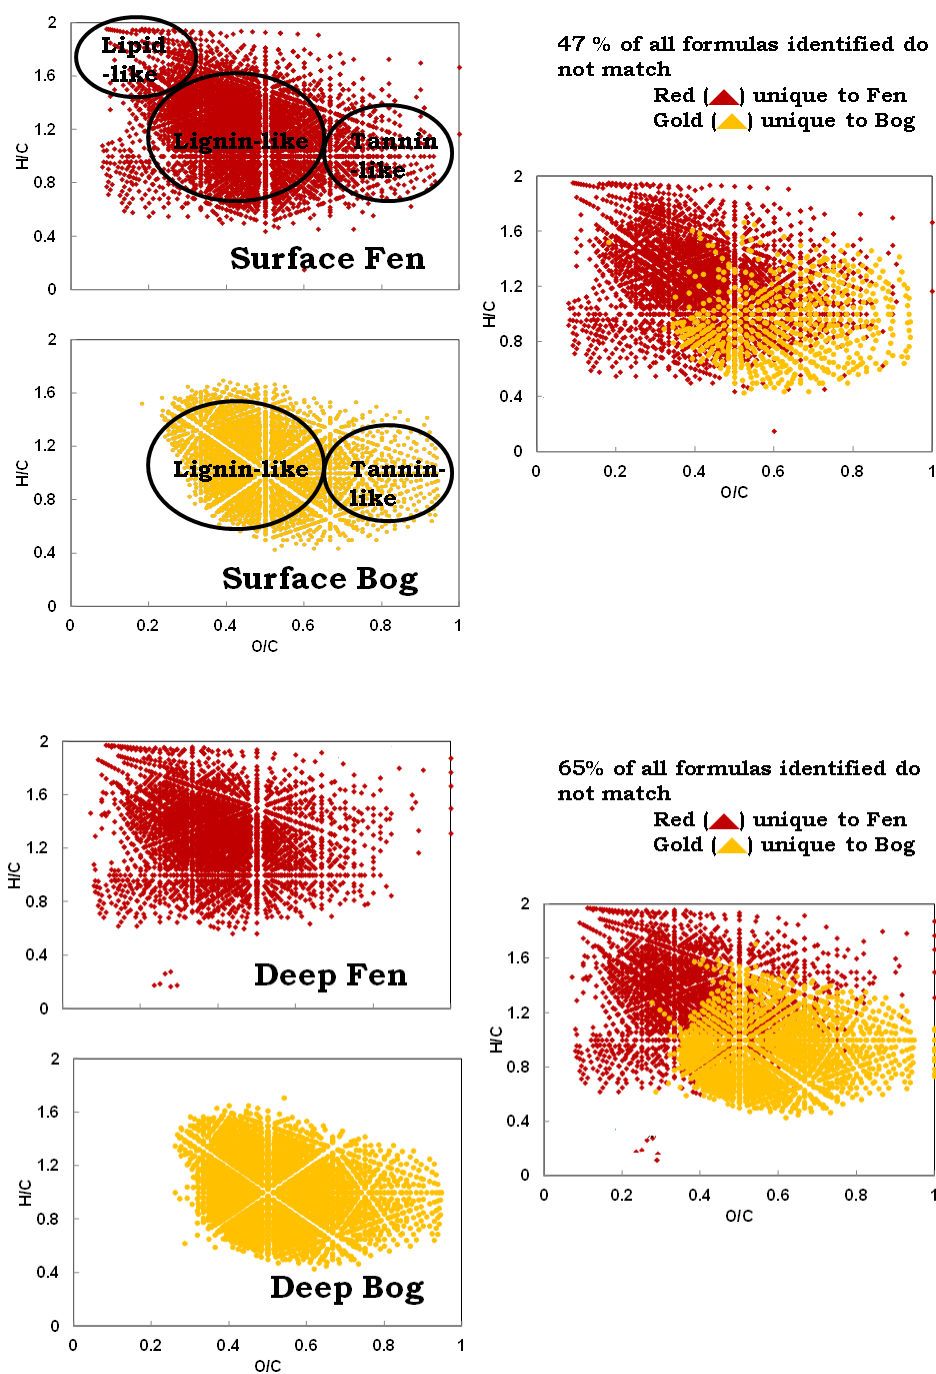 2
1.6
1.2
0.8
0.4
0
H/C
Lipid
-like
Lignin-like
Tannin
-like
Surface Fen
47 % of all formulas identified do
not match
Red (▲) unique to Fen
Gold (▲) unique to Bog
2
1.6
1.2
0.8
0.4
0
H/C
0 0.2 0.4 0.6 0.8 1
O/C
2
1.6
1.2
0.8
0.4
0
H/C
Lignin-like
Tannin-
like
Surface Bog
0 0.2 0.4 0.6 0.8 1
O/C
2
1.6
1.2
0.8
0.4
0
H/C
Deep Fen
65% of all formulas identified do
not match
Red (▲) unique to Fen
Gold (▲) unique to Bog
2
1.6
1.2
0.8
0.4
0
H/C
0 0.2 0.4 0.6 0.8 1
O/C
2
1.6
1.2
0.8
0.4
0
H/C
Deep Bog
0 0.2 0.4 0.6 0.8 1
O/C